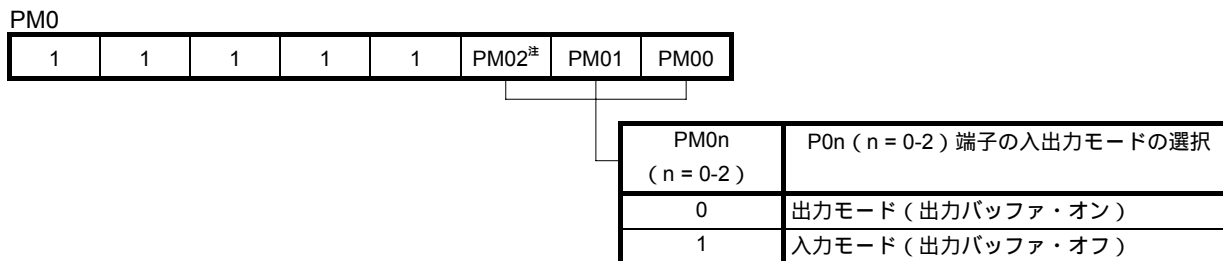 PM0
1 1 1 1 1 PM02注 PM01 PM00
PM0n P0n ( n = 0-2 ) 端子の入出力モードの選択
( n = 0-2 )
0 出力モード ( 出力バッファ・オン )
1 入力モード ( 出力バッファ・オフ )